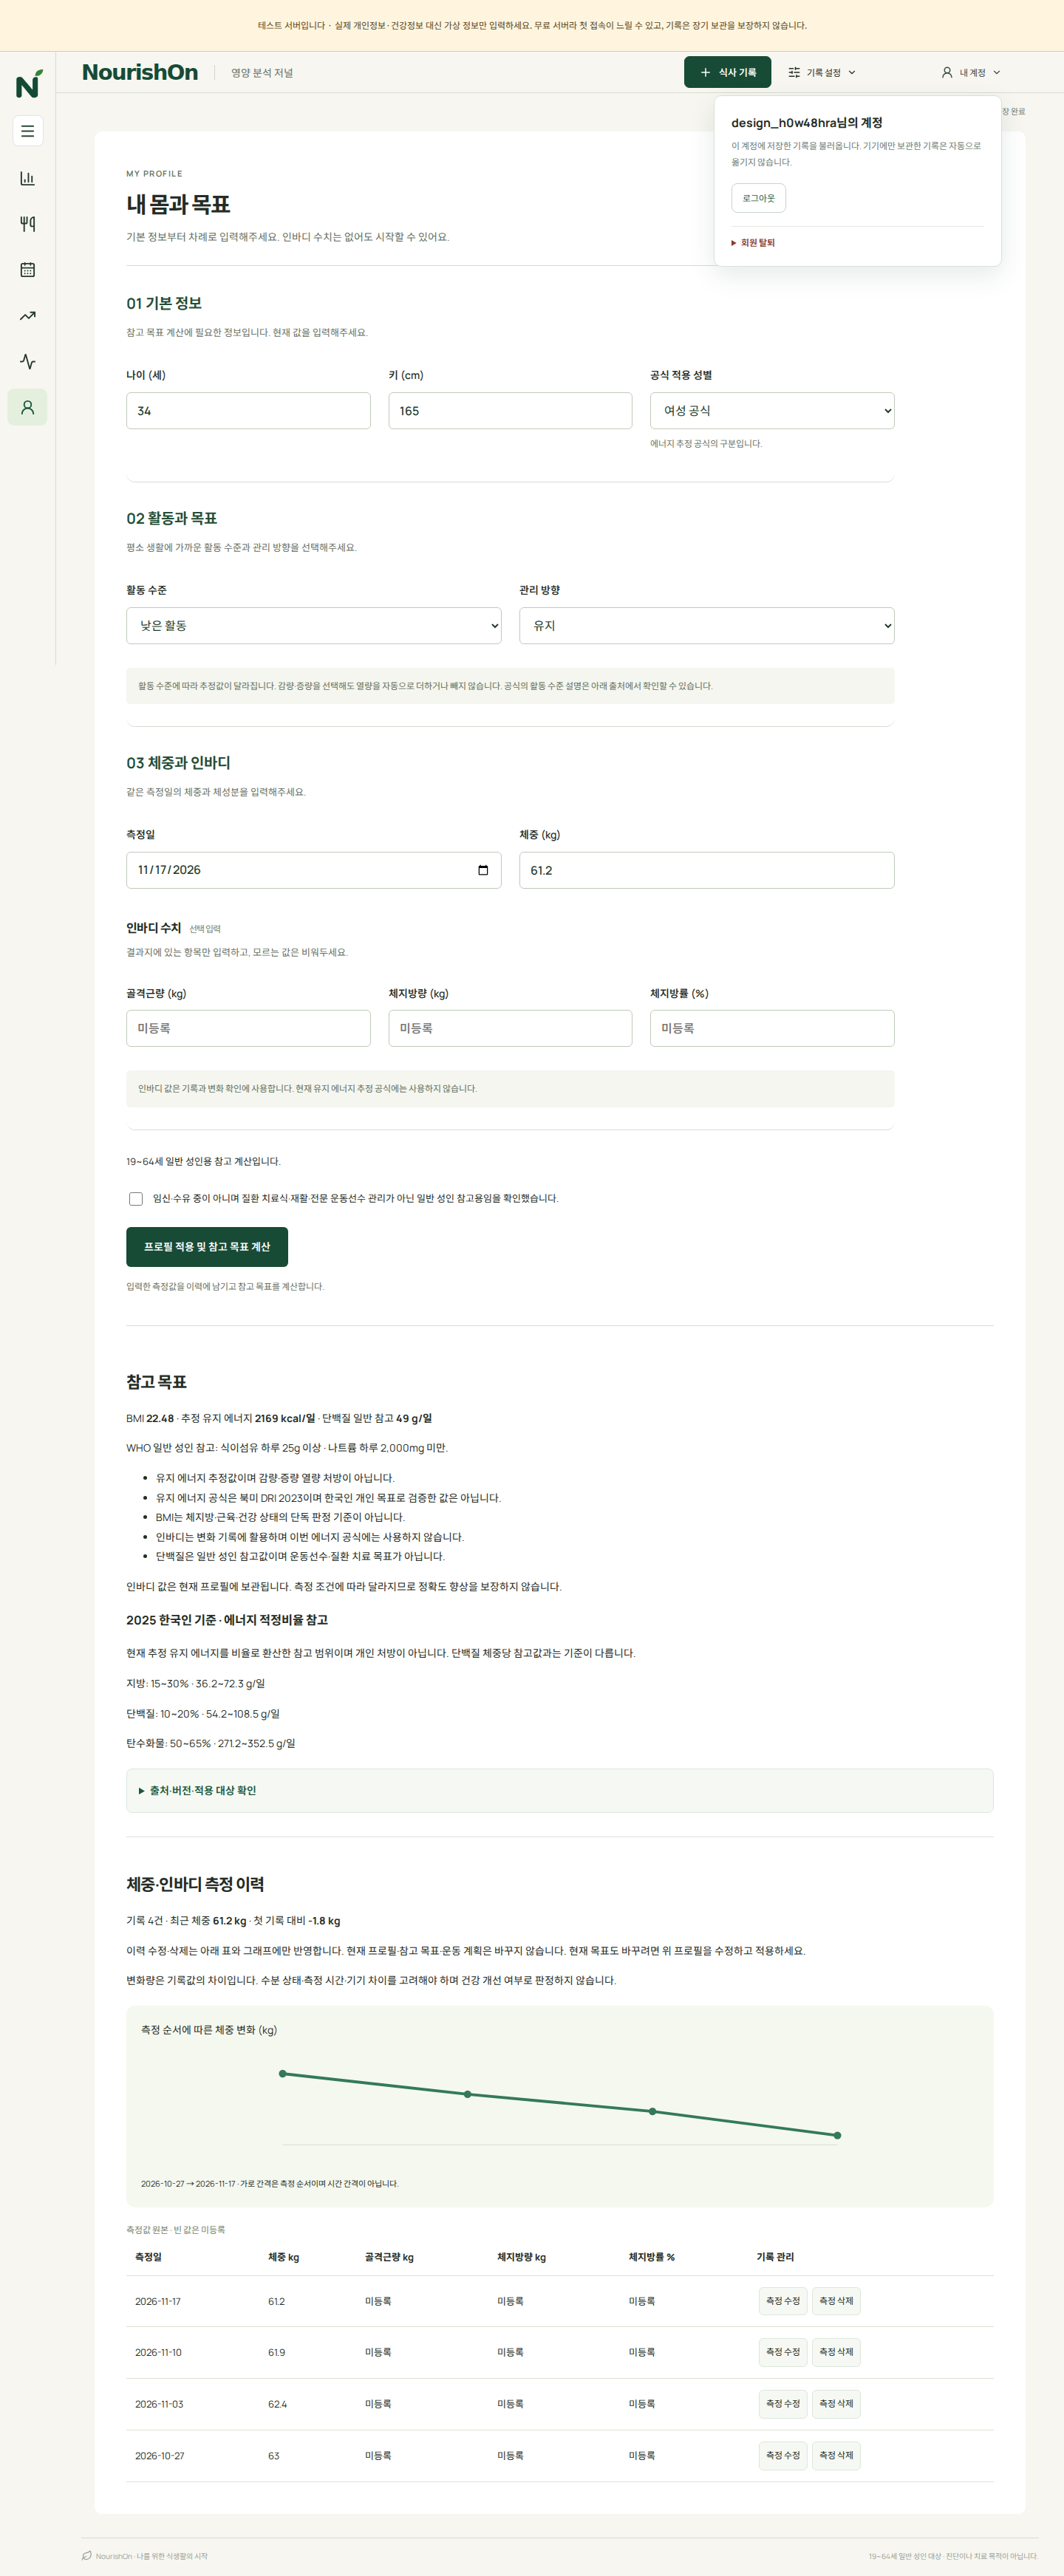 테스트 서버입니다 · 실제 개인정보·건강정보 대신 가상 정보만 입력하세요. 무료 서버라 첫 접속이 느릴 수 있고, 기록은 장기 보관을 보장하지 않습니다.
NourishOn
영양 분석 저널
+ 식사 기록
기록 설정
내 계정
장 완료
design_h0w48hra님의 계정
이 계정에 저장한 기록을 불러옵니다. 기기에만 보관한 기록은 자동으로
옮기지 않습니다.
로그아웃
▶ 회원 탈퇴
MY PROFILE
내 몸과 목표
기본 정보부터 차례로 입력해주세요. 인바디 수치는 없어도 시작할 수 있어요.
01 기본 정보
참고 목표 계산에 필요한 정보입니다. 현재 값을 입력해주세요.
나이 (세)
키 (cm)
공식 적용 성별
34
165
여성 공식
에너지 추정 공식의 구분입니다.
02 활동과 목표
평소 생활에 가까운 활동 수준과 관리 방향을 선택해주세요.
활동 수준
관리 방향
낮은 활동
유지
활동 수준에 따라 추정값이 달라집니다. 감량·증량을 선택해도 열량을 자동으로 더하거나 빼지 않습니다. 공식의 활동 수준 설명은 아래 출처에서 확인할 수 있습니다.
03 체중과 인바디
같은 측정일의 체중과 체성분을 입력해주세요.
측정일
체중 (kg)
11/17/2026
61.2
인바디 수치 선택 입력
결과지에 있는 항목만 입력하고, 모르는 값은 비워두세요.
골격근량 (kg)
체지방량 (kg)
체지방률 (%)
미등록
미등록
미등록
인바디 값은 기록과 변화 확인에 사용합니다. 현재 유지 에너지 추정 공식에는 사용하지 않습니다.
19~64세 일반 성인용 참고 계산입니다.
임신·수유 중이 아니며 질환 치료식·재활·전문 운동선수 관리가 아닌 일반 성인 참고용임을 확인했습니다.
프로필 적용 및 참고 목표 계산
입력한 측정값을 이력에 남기고 참고 목표를 계산합니다.
참고 목표
BMI 22.48 · 추정 유지 에너지 2169 kcal/일 · 단백질 일반 참고 49 g/일
WHO 일반 성인 참고: 식이섬유 하루 25g 이상 · 나트륨 하루 2,000mg 미만.
• 유지 에너지 추정값이며 감량·증량 열량 처방이 아닙니다.
• 유지 에너지 공식은 북미 DRI 2023이며 한국인 개인 목표로 검증한 값은 아닙니다.
• BMI는 체지방·근육·건강 상태의 단독 판정 기준이 아닙니다.
• 인바디는 변화 기록에 활용하며 이번 에너지 공식에는 사용하지 않습니다.
• 단백질은 일반 성인 참고값이며 운동선수·질환 치료 목표가 아닙니다.
인바디 값은 현재 프로필에 보관됩니다. 측정 조건에 따라 달라지므로 정확도 향상을 보장하지 않습니다.
2025 한국인 기준 · 에너지 적정비율 참고
현재 추정 유지 에너지를 비율로 환산한 참고 범위이며 개인 처방이 아닙니다. 단백질 체중당 참고값과는 기준이 다릅니다.
지방: 15~30% · 36.2~72.3 g/일
단백질: 10~20% · 54.2~108.5 g/일
탄수화물: 50~65% · 271.2~352.5 g/일
▶ 출처·버전·적용 대상 확인
체중·인바디 측정 이력
기록 4건 · 최근 체중 61.2 kg · 첫 기록 대비 -1.8 kg
이력 수정·삭제는 아래 표와 그래프에만 반영합니다. 현재 프로필·참고 목표·운동 계획은 바꾸지 않습니다. 현재 목표도 바꾸려면 위 프로필을 수정하고 적용하세요.
변화량은 기록값의 차이입니다. 수분 상태·측정 시간·기기 차이를 고려해야 하며 건강 개선 여부로 판정하지 않습니다.
측정 순서에 따른 체중 변화 (kg)
2026-10-27 → 2026-11-17 · 가로 간격은 측정 순서이며 시간 간격이 아닙니다.
측정값 원본 · 빈 값은 미등록
측정일 체중 kg 골격근량 kg 체지방량 kg 체지방률 % 기록 관리
2026-11-17 61.2 미등록 미등록 미등록 측정 수정 측정 삭제
2026-11-10 61.9 미등록 미등록 미등록 측정 수정 측정 삭제
2026-11-03 62.4 미등록 미등록 미등록 측정 수정 측정 삭제
2026-10-27 63 미등록 미등록 미등록 측정 수정 측정 삭제
NourishOn · 나를 위한 식생활의 시작
19~64세 일반 성인 대상 · 진단이나 치료 목적이 아닙니다.